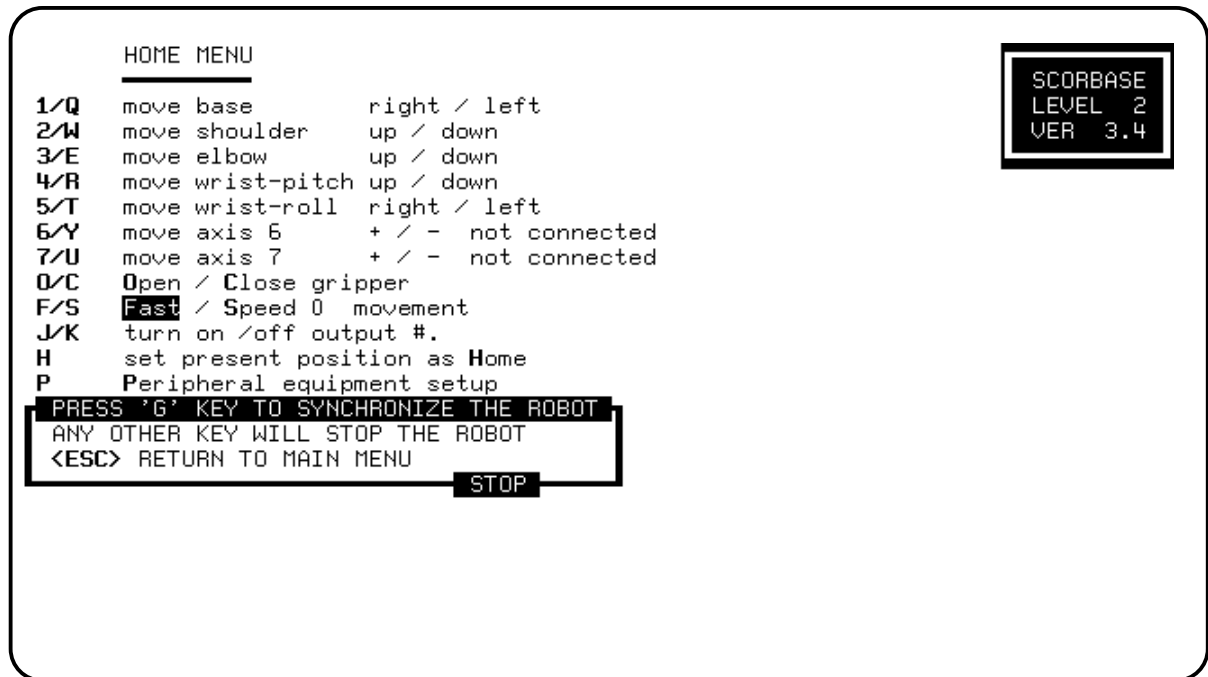 HOME MENU
SCORBASE
LEVEL 2
VER 3.4
1/Q move base right / left
2/W move shoulder up / down
3/E move elbow up / down
4/R move wrist-pitch up / down
5/T move wrist-roll right / left
6/Y move axis 6 + / - not connected
7/U move axis 7 + / - not connected
O/C Open / Close gripper
F/S Fast / Speed 0 movement
J/K turn on /off output #.
H set present position as Home
P Peripheral equipment setup
PRESS 'G' KEY TO SYNCHRONIZE THE ROBOT
ANY OTHER KEY WILL STOP THE ROBOT
<ESC> RETURN TO MAIN MENU
STOP